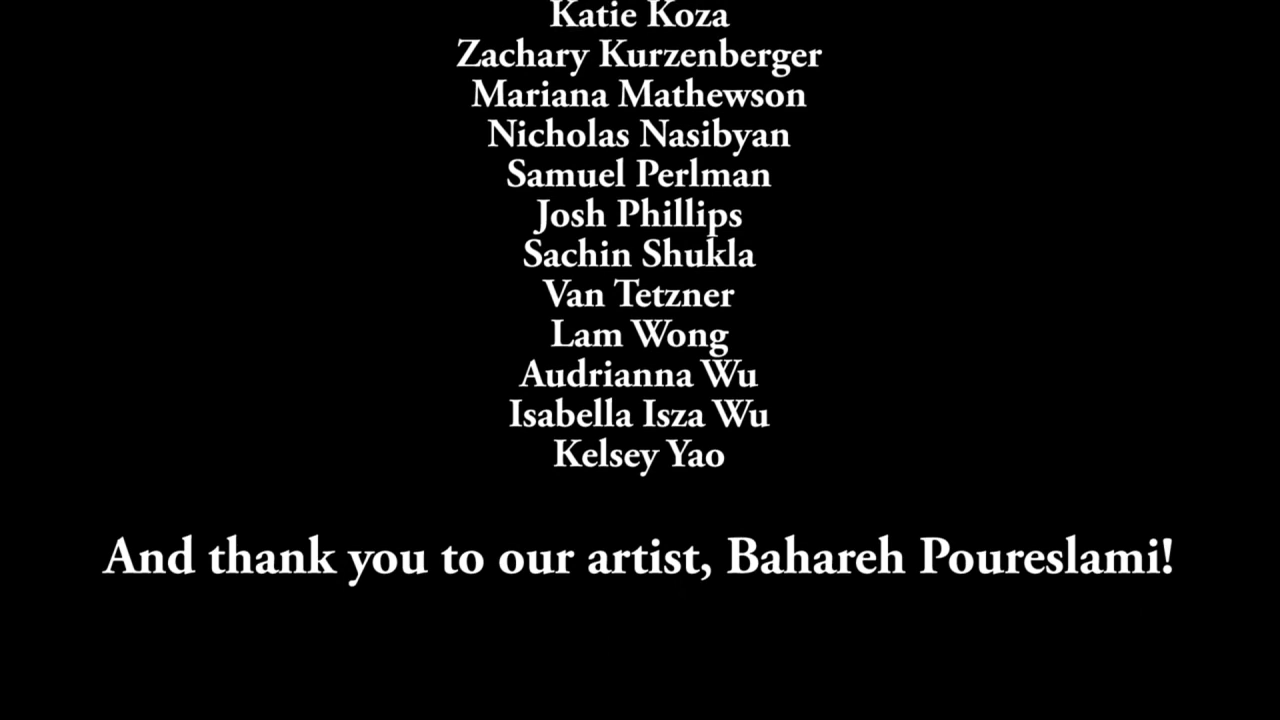 Katie Koza
Zachary Kurzenberger
Mariana Mathewson
Nicholas Nasibyan
Samuel Perlman
Josh Phillips
Sachin Shukla
Van Tetzner
Lam Wong
Audrianna Wu
Isabella Isza Wu
Kelsey Yao
And thank you to our artist, Bahareh Poureslami!